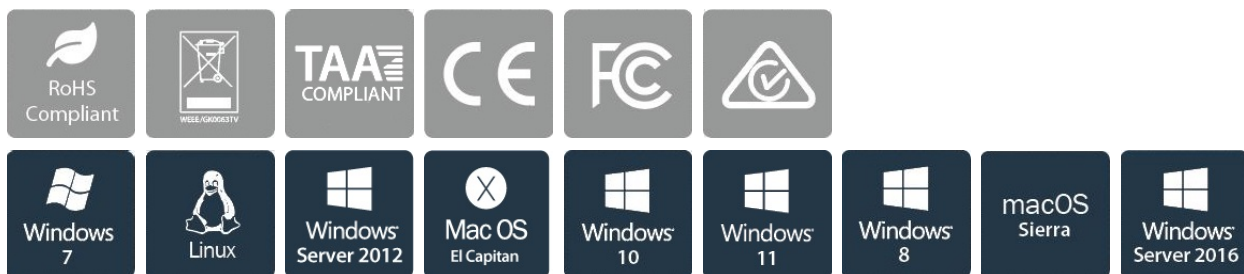 RoHS
Compliant
WEEE/GK0063TV
TAA
COMPLIANT
CE
FC
Windows
7
Linux
Windows
Server 2012
X
Mac OS
El Capitan
Windows
10
Windows
11
Windows
8
macOS
Sierra
Windows
Server 2016